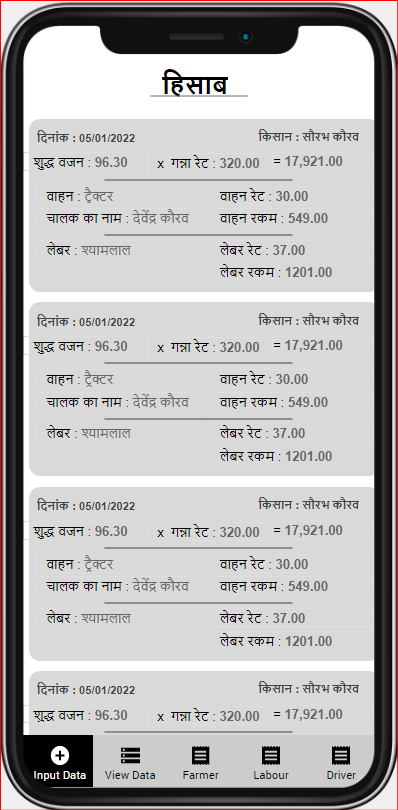 हिसाब
दिनांक : 05/01/2022 किसान : सौरभ कौरव
शुद्ध वजन : 96.30 x गन्ना रेट : 320.00 = 17,921.00
वाहन : ट्रैक्टर वाहन रेट : 30.00
चालक का नाम : देवेंद्र कौरव वाहन रकम : 549.00
लेबर : श्यामलाल लेबर रेट : 37.00
लेबर रकम : 1201.00
दिनांक : 05/01/2022 किसान : सौरभ कौरव
शुद्ध वजन : 96.30 x गन्ना रेट : 320.00 = 17,921.00
वाहन : ट्रैक्टर वाहन रेट : 30.00
चालक का नाम : देवेंद्र कौरव वाहन रकम : 549.00
लेबर : श्यामलाल लेबर रेट : 37.00
लेबर रकम : 1201.00
दिनांक : 05/01/2022 किसान : सौरभ कौरव
शुद्ध वजन : 96.30 x गन्ना रेट : 320.00 = 17,921.00
वाहन : ट्रैक्टर वाहन रेट : 30.00
चालक का नाम : देवेंद्र कौरव वाहन रकम : 549.00
लेबर : श्यामलाल लेबर रेट : 37.00
लेबर रकम : 1201.00
दिनांक : 05/01/2022 किसान : सौरभ कौरव
शुद्ध वजन : 96.30 x गन्ना रेट : 320.00 = 17,921.00
Input Data View Data Farmer Labour Driver